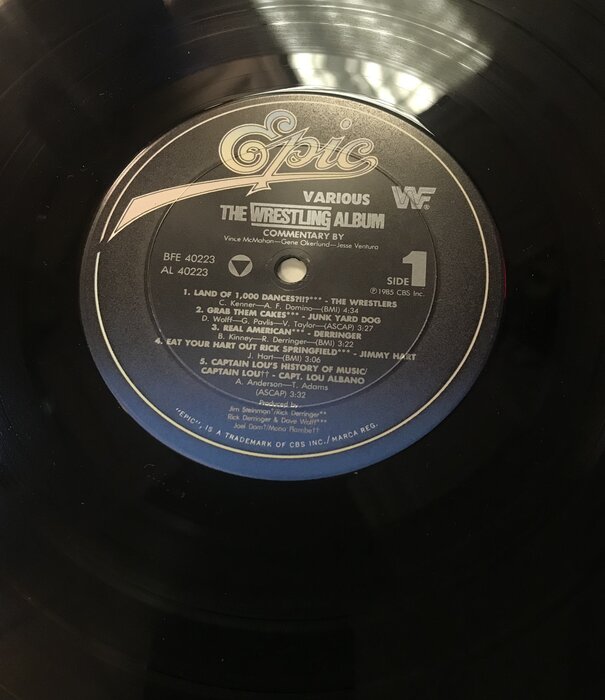 Epic
VARIOUS WF
THE WRESTLING ALBUM
COMMENTARY BY
Vince McMahon—Gene Okerlund—Jesse Ventura
BFE 40223
AL 40223
SIDE 1
℗1985 CBS Inc.
1. LAND OF 1,000 DANCES?!!?*** - THE WRESTLERS
C. Kenner—A. F. Domino—(BMI) 4:34
2. GRAB THEM CAKES*** - JUNK YARD DOG
D. Wolff—G. Pavlis—V. Taylor—(ASCAP) 3:27
3. REAL AMERICAN*** - DERRINGER
B. Kinney—R. Derringer—(BMI) 3:22
4. EAT YOUR HART OUT RICK SPRINGFIELD*** - JIMMY HART
J. Hart—(BMI) 3:06
5. CAPTAIN LOU'S HISTORY OF MUSIC/
CAPTAIN LOU†† - CAPT. LOU ALBANO
A. Anderson—T. Adams
(ASCAP) 3:32
Produced by
Jim Steinman*/Rick Derringer**
Rick Derringer & Dave Wolff***
Joel Dorn†/Mona Flambe††
"EPIC", IS A TRADEMARK OF CBS INC./MARCA REG.